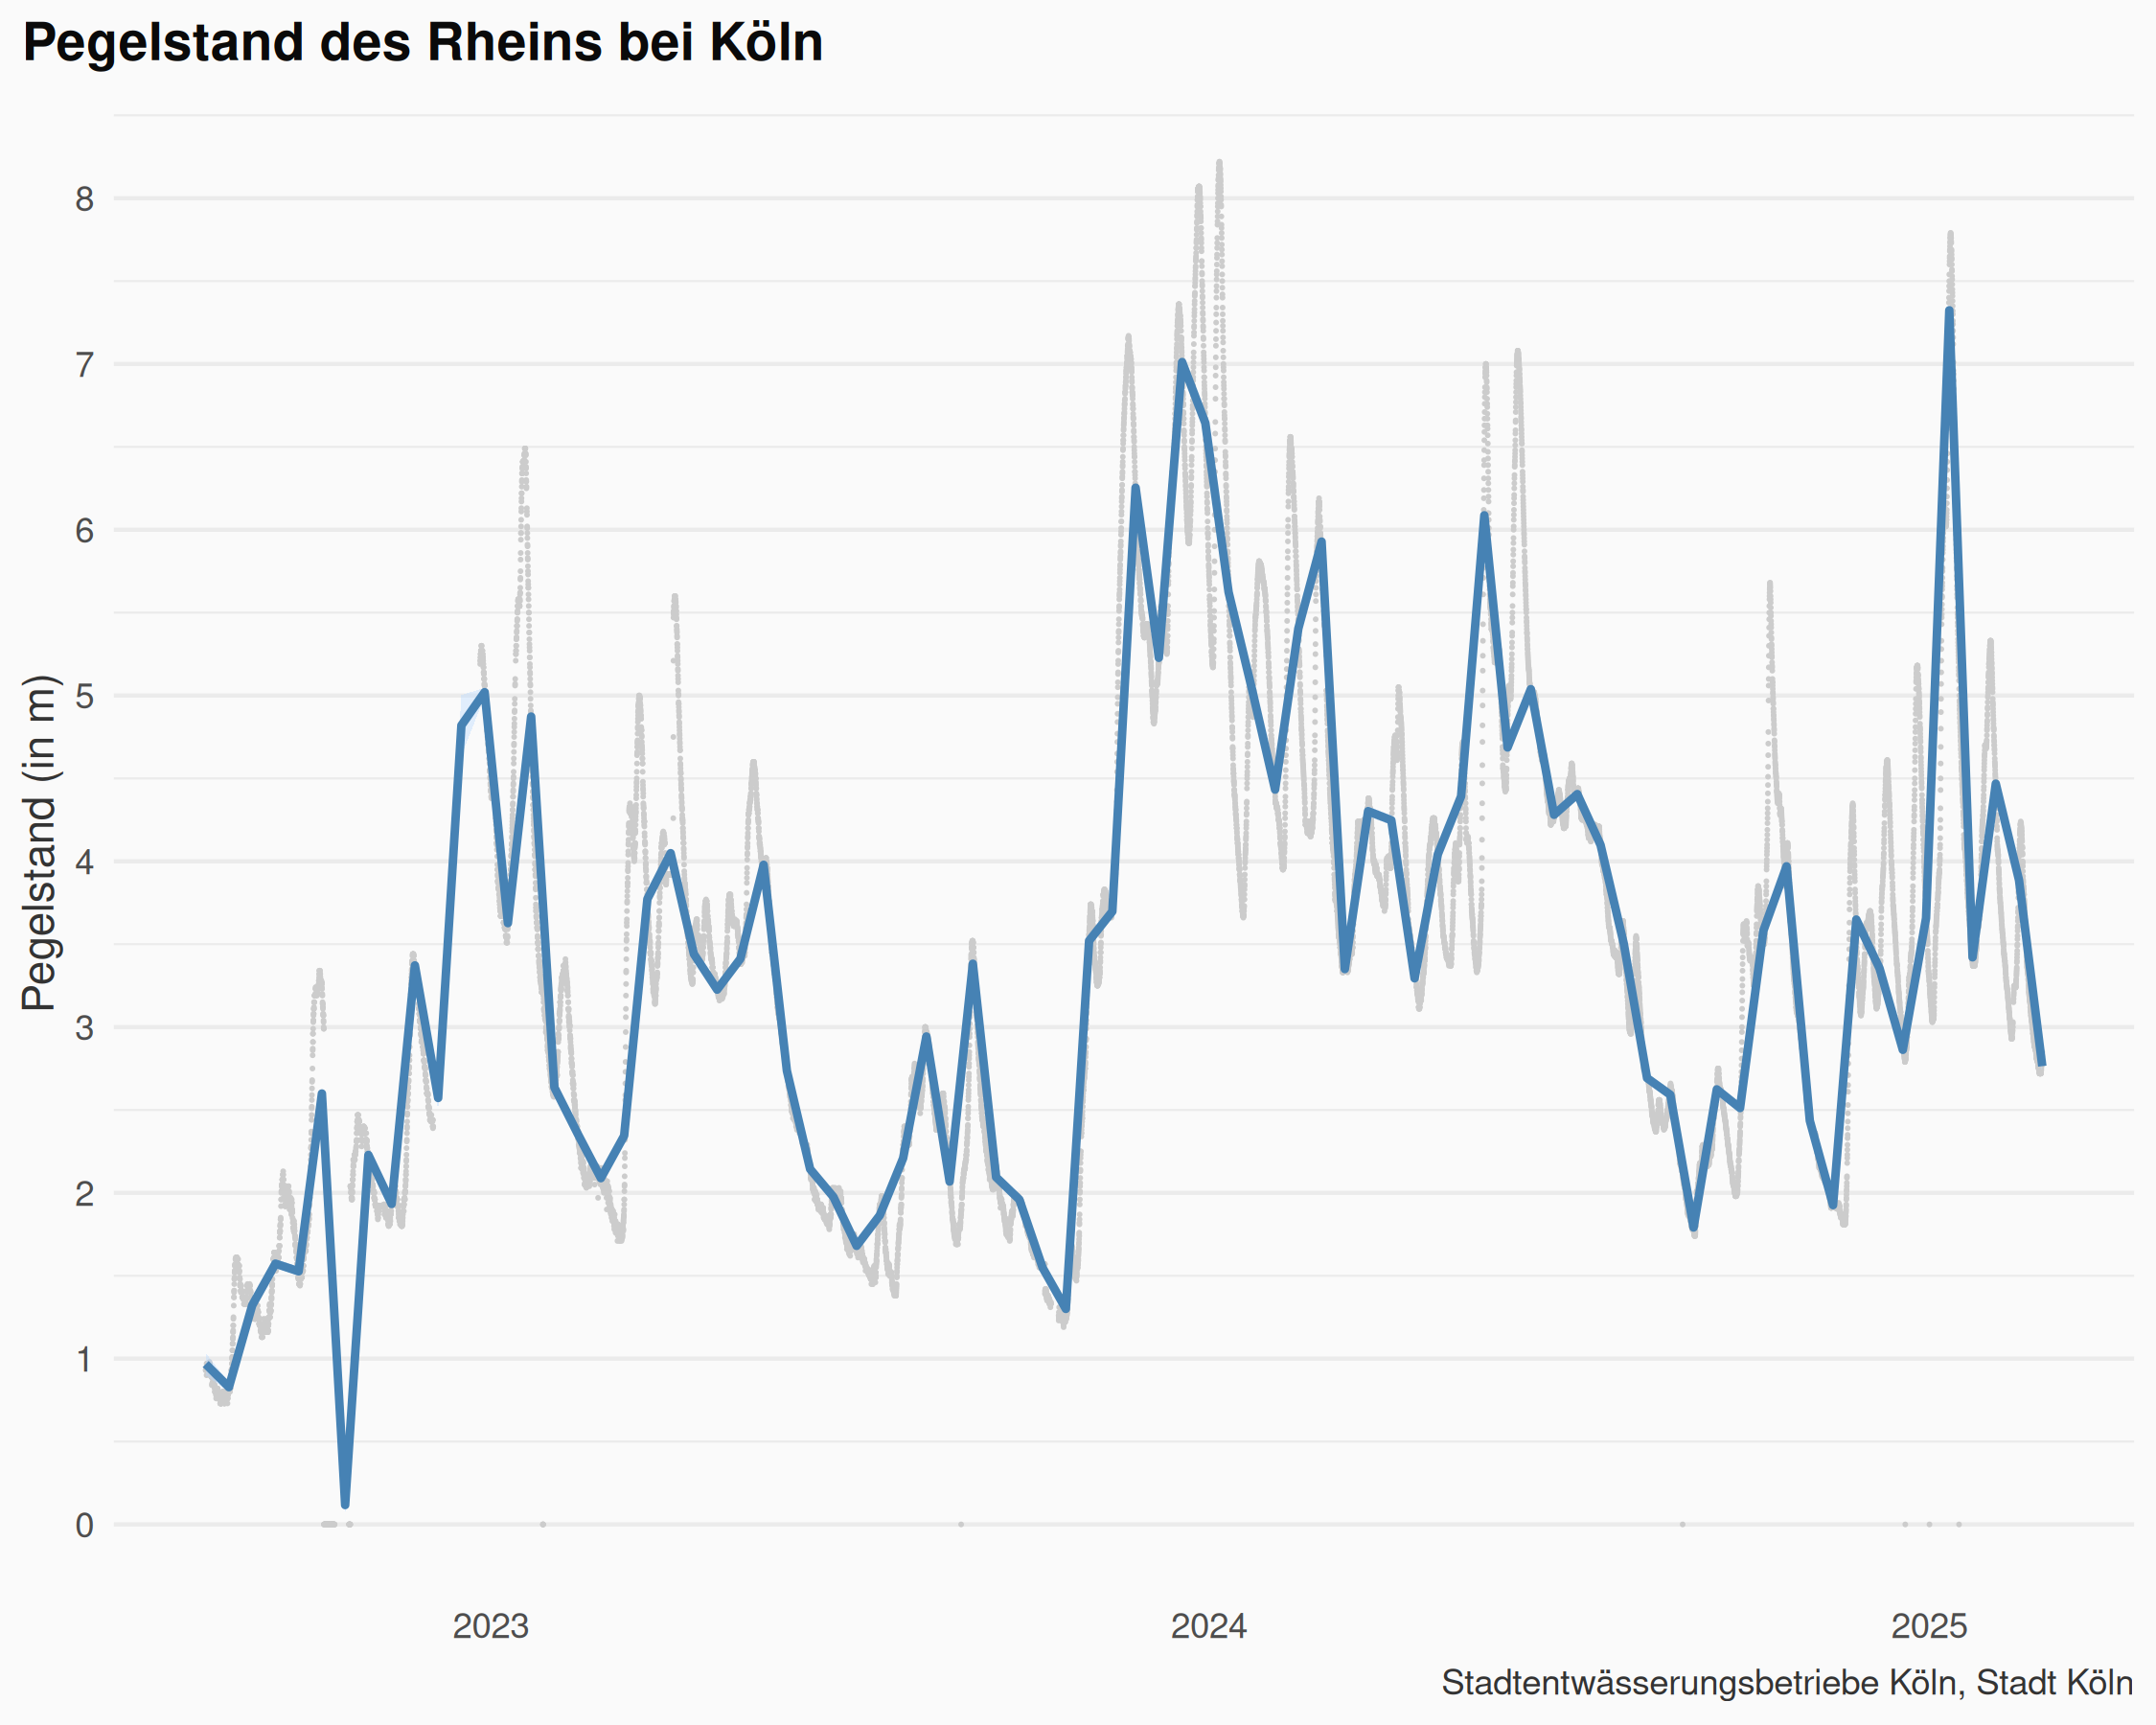 Pegelstand des Rheins bei Köln
Pegelstand (in m)
8
7
6
5
4
3
2
1
0
2023 2024 2025
Stadtentwässerungsbetriebe Köln, Stadt Köln